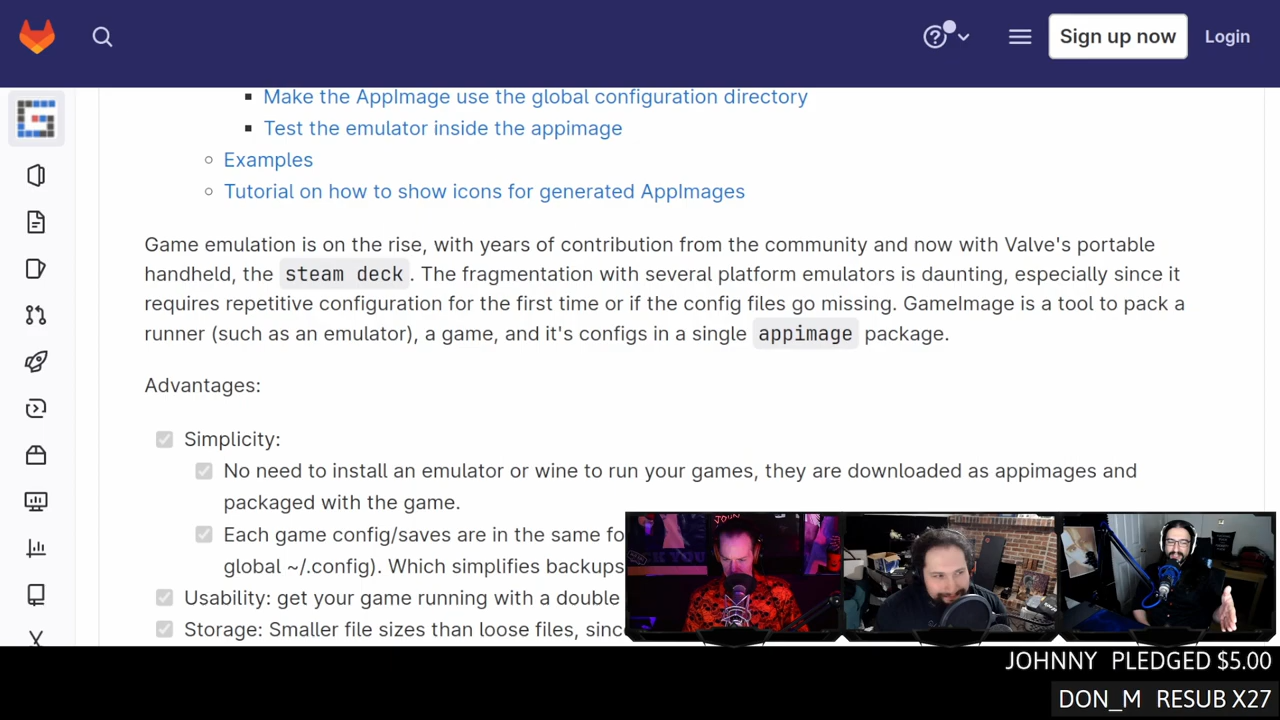 Sign up now
Login
Make the AppImage use the global configuration directory
Test the emulator inside the appimage
Examples
Tutorial on how to show icons for generated AppImages
Game emulation is on the rise, with years of contribution from the community and now with Valve's portable
handheld, the steam deck. The fragmentation with several platform emulators is daunting, especially since it
requires repetitive configuration for the first time or if the config files go missing. GameImage is a tool to pack a
runner (such as an emulator), a game, and it's configs in a single appimage package.
Advantages:
Simplicity:
No need to install an emulator or wine to run your games, they are downloaded as appimages and
packaged with the game.
Each game config/saves are in the same fo
global ~/.config). Which simplifies backups
Usability: get your game running with a double
Storage: Smaller file sizes than loose files, sinc
JOHNNY PLEDGED $5.00
DON_M RESUB X27